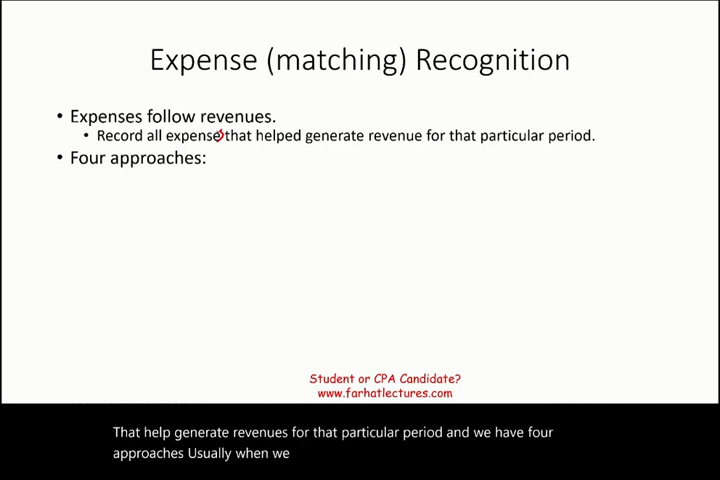 Expense (matching) Recognition
• Expenses follow revenues.
• Record all expenses that helped generate revenue for that particular period.
• Four approaches:
Student or CPA Candidate?
www.farhatlectures.com
That help generate revenues for that particular period and we have four
approaches Usually when we